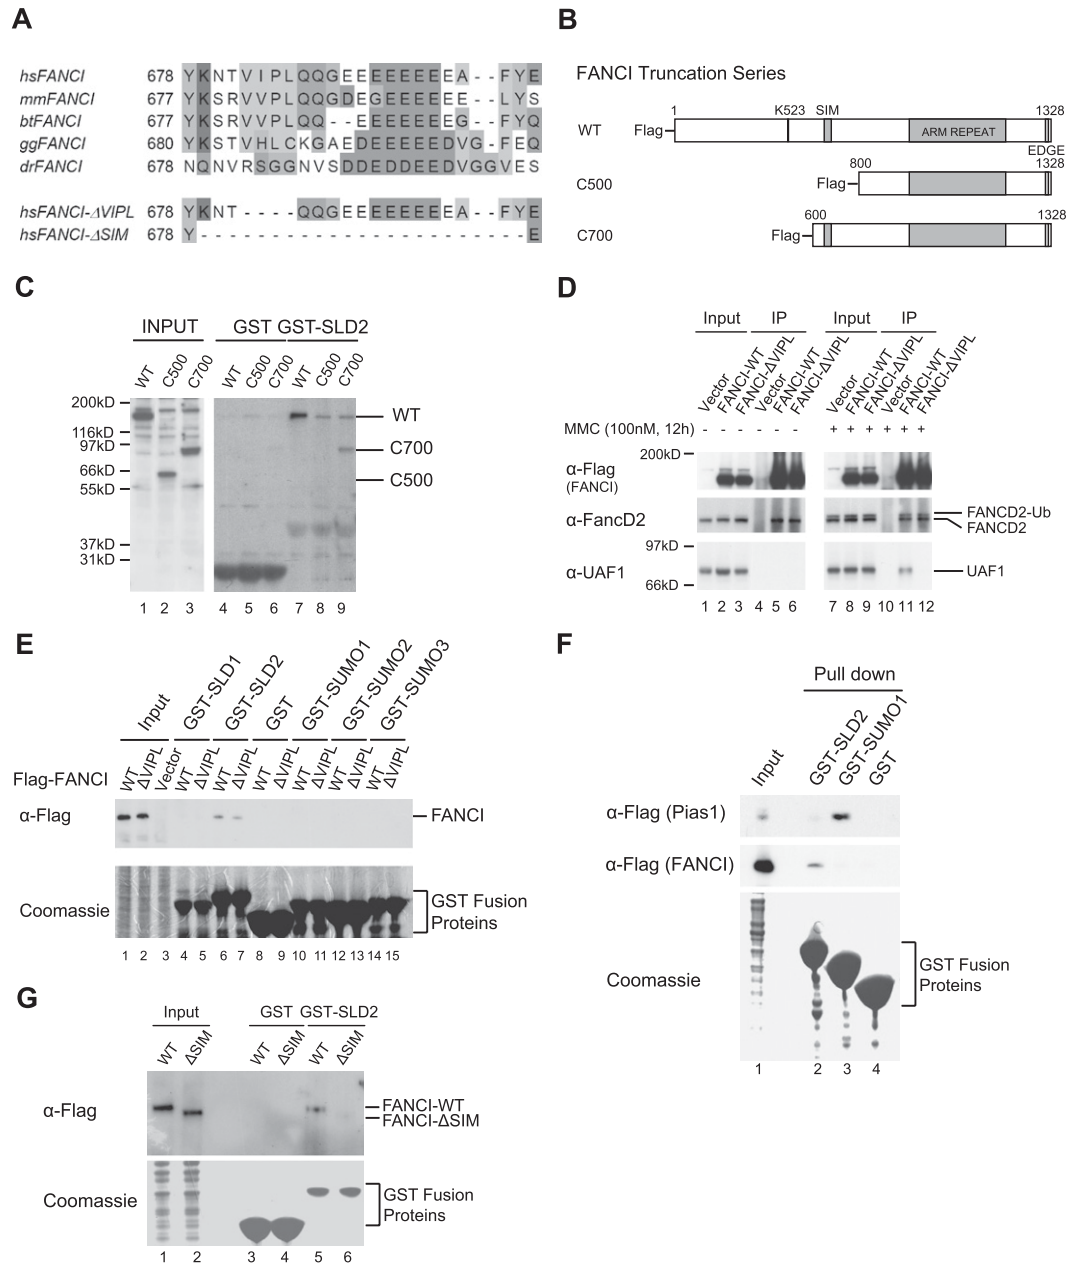 A
hsFANCI 678 YKNTVIPLQQGEEEEEEEEA--FYE
mmFANCI 677 YKSRVVPLQQGDEGEEEEEE--LYS
btFANCI 677 YKSRVVPLQQ--EEEEEEEG--FYQ
ggFANCI 680 YKSTVHLCKGAEDEEEEEDVG-FEQ
drFANCI 678 NQNVRSGGNVSDDEDDEEDVGGVES
hsFANCI-ΔVIPL 678 YKNT----QQGEEEEEEEEA--FYE
hsFANCI-ΔSIM 678 Y-----------------------E
B
FANCI Truncation Series
1 K523 SIM 1328
WT Flag ARM REPEAT
EDGE
800 1328
C500 Flag
600 1328
C700 Flag
C
INPUT GST GST-SLD2
WT C500 C700 WT C500 C700 WT C500 C700
200kD
116kD
97kD
66kD
55kD
37kD
31kD
WT
C700
C500
1 2 3 4 5 6 7 8 9
D
Input IP Input IP
Vector FANCI-WT FANCI-ΔVIPL Vector FANCI-WT FANCI-ΔVIPL Vector FANCI-WT FANCI-ΔVIPL Vector FANCI-WT FANCI-ΔVIPL
MMC (100nM, 12h) - - - - - - + + + + + +
200kD
α-Flag
(FANCI)
α-FancD2
FANCD2-Ub
FANCD2
97kD
α-UAF1
UAF1
66kD
1 2 3 4 5 6 7 8 9 10 11 12
E
Input GST-SLD1 GST-SLD2 GST GST-SUMO1 GST-SUMO2 GST-SUMO3
Flag-FANCI WT ΔVIPL Vector WT ΔVIPL WT ΔVIPL WT ΔVIPL WT ΔVIPL WT ΔVIPL WT ΔVIPL
α-Flag FANCI
Coomassie
GST Fusion
Proteins
1 2 3 4 5 6 7 8 9 10 11 12 13 14 15
F
Pull down
Input GST-SLD2 GST-SUMO1 GST
α-Flag (Pias1)
α-Flag (FANCI)
Coomassie
GST Fusion
Proteins
1 2 3 4
G
Input GST GST-SLD2
WT ΔSIM WT ΔSIM WT ΔSIM
α-Flag
FANCI-WT
FANCI-ΔSIM
Coomassie
GST Fusion
Proteins
1 2 3 4 5 6